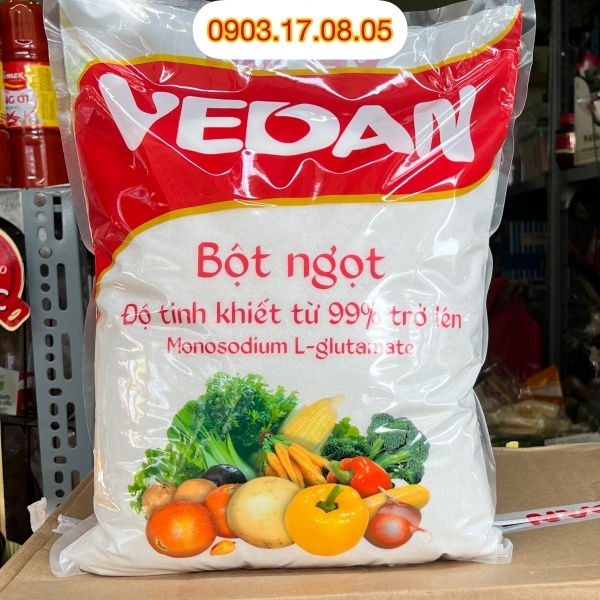 0903.17.08.05
VEDAN
Bột ngọt
Độ tinh khiết từ 99% trở lên
Monosodium L-glutamate